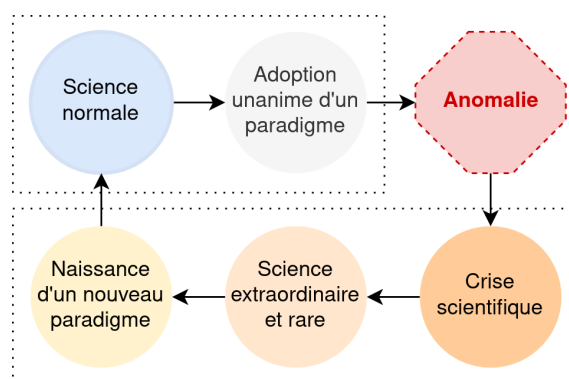 Science
normale
Adoption
unanime d'un
paradigme
Anomalie
Naissance
d'un nouveau
paradigme
Science
extraordinaire
et rare
Crise
scientifique